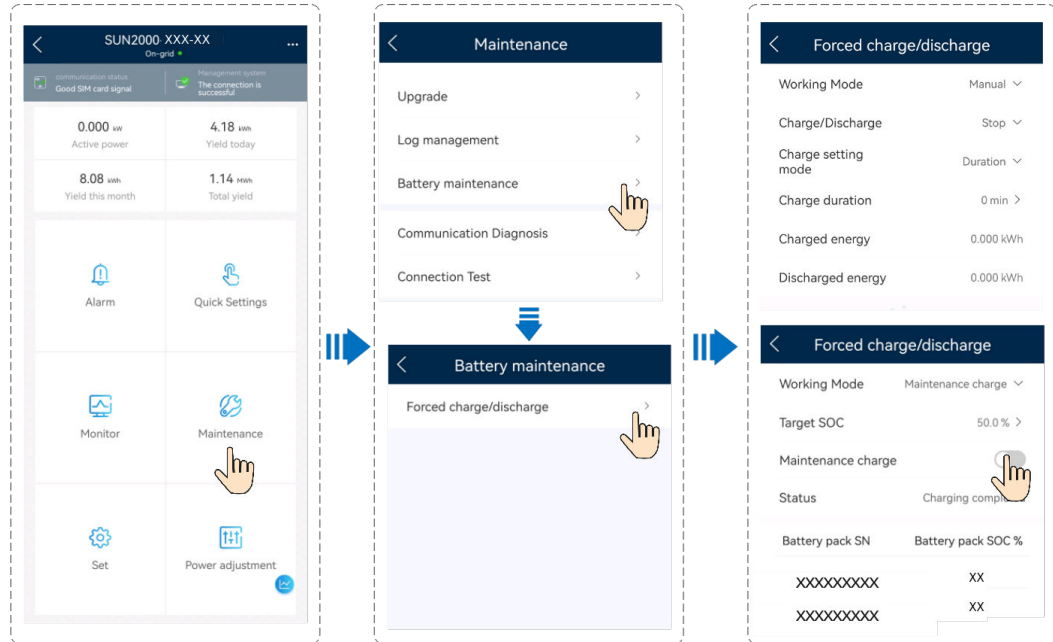 SUN2000- XXX-XX
On-grid
...
communication status
Good SIM card signal
Management system
The connection is
successful
0.000 kW
Active power
4.18 kWh
Yield today
8.08 kWh
Yield this month
1.14 MWh
Total yield
Alarm
Quick Settings
Monitor
Maintenance
Set
Power adjustment
Maintenance
Upgrade
Log management
Battery maintenance
Communication Diagnosis
Connection Test
Battery maintenance
Forced charge/discharge
Forced charge/discharge
Working Mode Manual
Charge/Discharge Stop
Charge setting
mode
Duration
Charge duration 0 min
Charged energy 0.000 kWh
Discharged energy 0.000 kWh
Forced charge/discharge
Working Mode Maintenance charge
Target SOC 50.0 %
Maintenance charge
Status Charging
Battery pack SN Battery pack SOC %
XXXXXXXXX XX
XXXXXXXXX XX